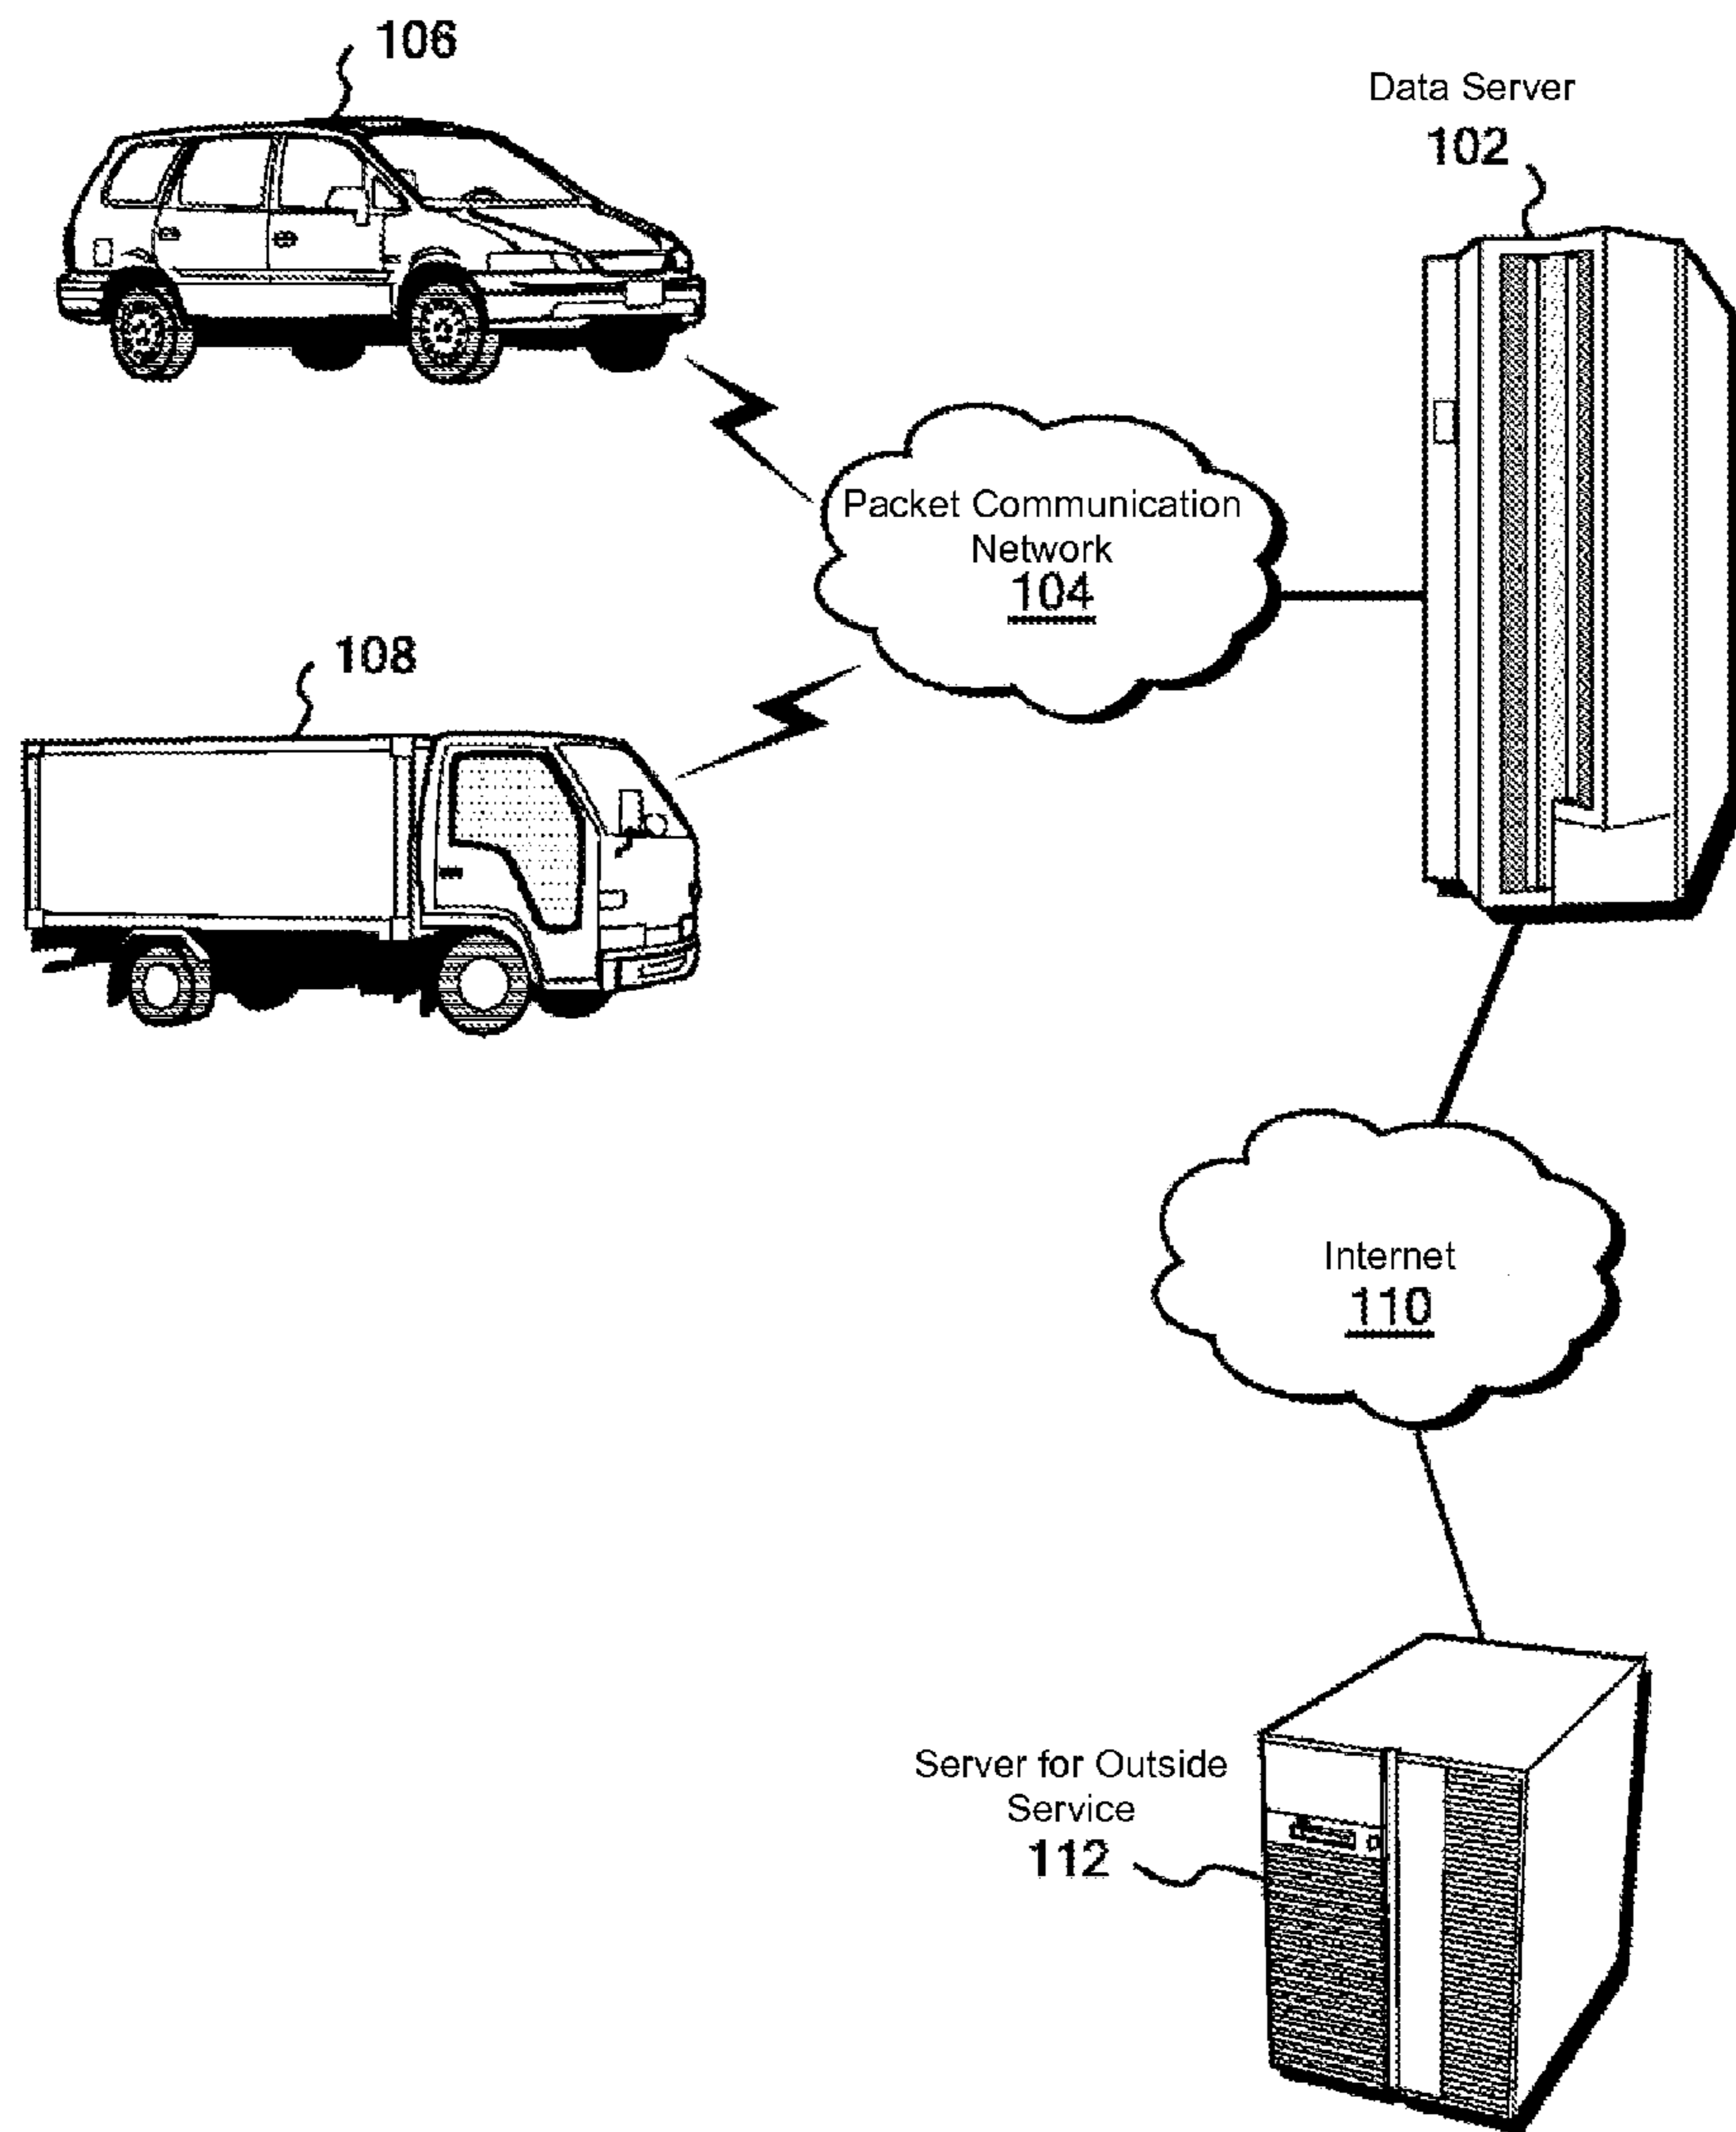 106
Data Server
102
Packet Communication
Network
104
108
Internet
110
Server for Outside
Service
112